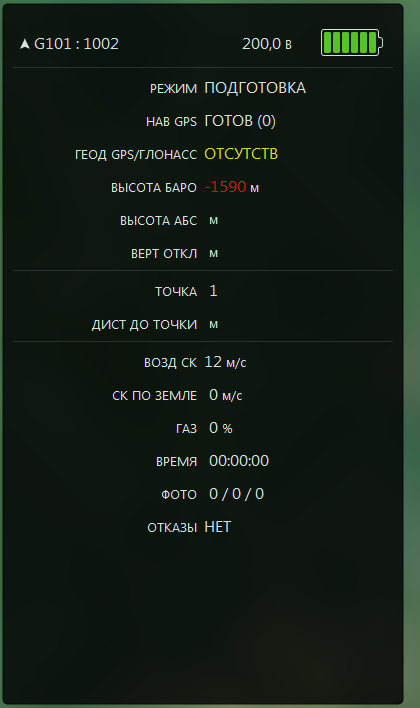 G101 : 1002 200,0 В
РЕЖИМ ПОДГОТОВКА
НАВ GPS ГОТОВ (0)
ГЕОД GPS/ГЛОНАСС ОТСУТСТВ
ВЫСОТА БАРО -1590 м
ВЫСОТА АБС м
ВЕРТ ОТКЛ м
ТОЧКА 1
ДИСТ ДО ТОЧКИ м
ВОЗД СК 12 м/с
СК ПО ЗЕМЛЕ 0 м/с
ГАЗ 0 %
ВРЕМЯ 00:00:00
ФОТО 0 / 0 / 0
ОТКАЗЫ НЕТ